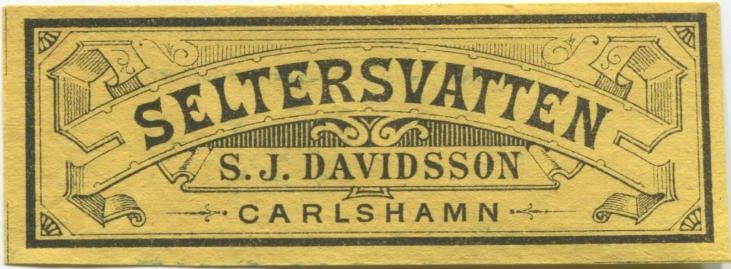 SELTERSVATTEN
S. J. DAVIDSSON
CARLSHAMN